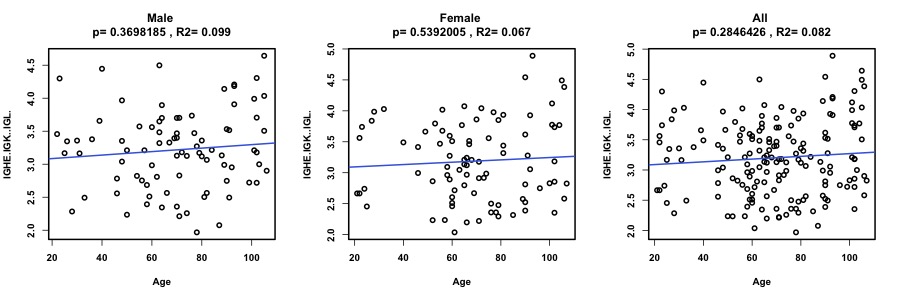 Male
p= 0.3698185 , R2= 0.099
IGHE.IGK..IGL.
2.0 2.5 3.0 3.5 4.0 4.5
20 40 60 80 100
Age
Female
p= 0.5392005 , R2= 0.067
IGHE.IGK..IGL.
2.0 2.5 3.0 3.5 4.0 4.5 5.0
20 40 60 80 100
Age
All
p= 0.2846426 , R2= 0.082
IGHE.IGK..IGL.
2.0 2.5 3.0 3.5 4.0 4.5 5.0
20 40 60 80 100
Age